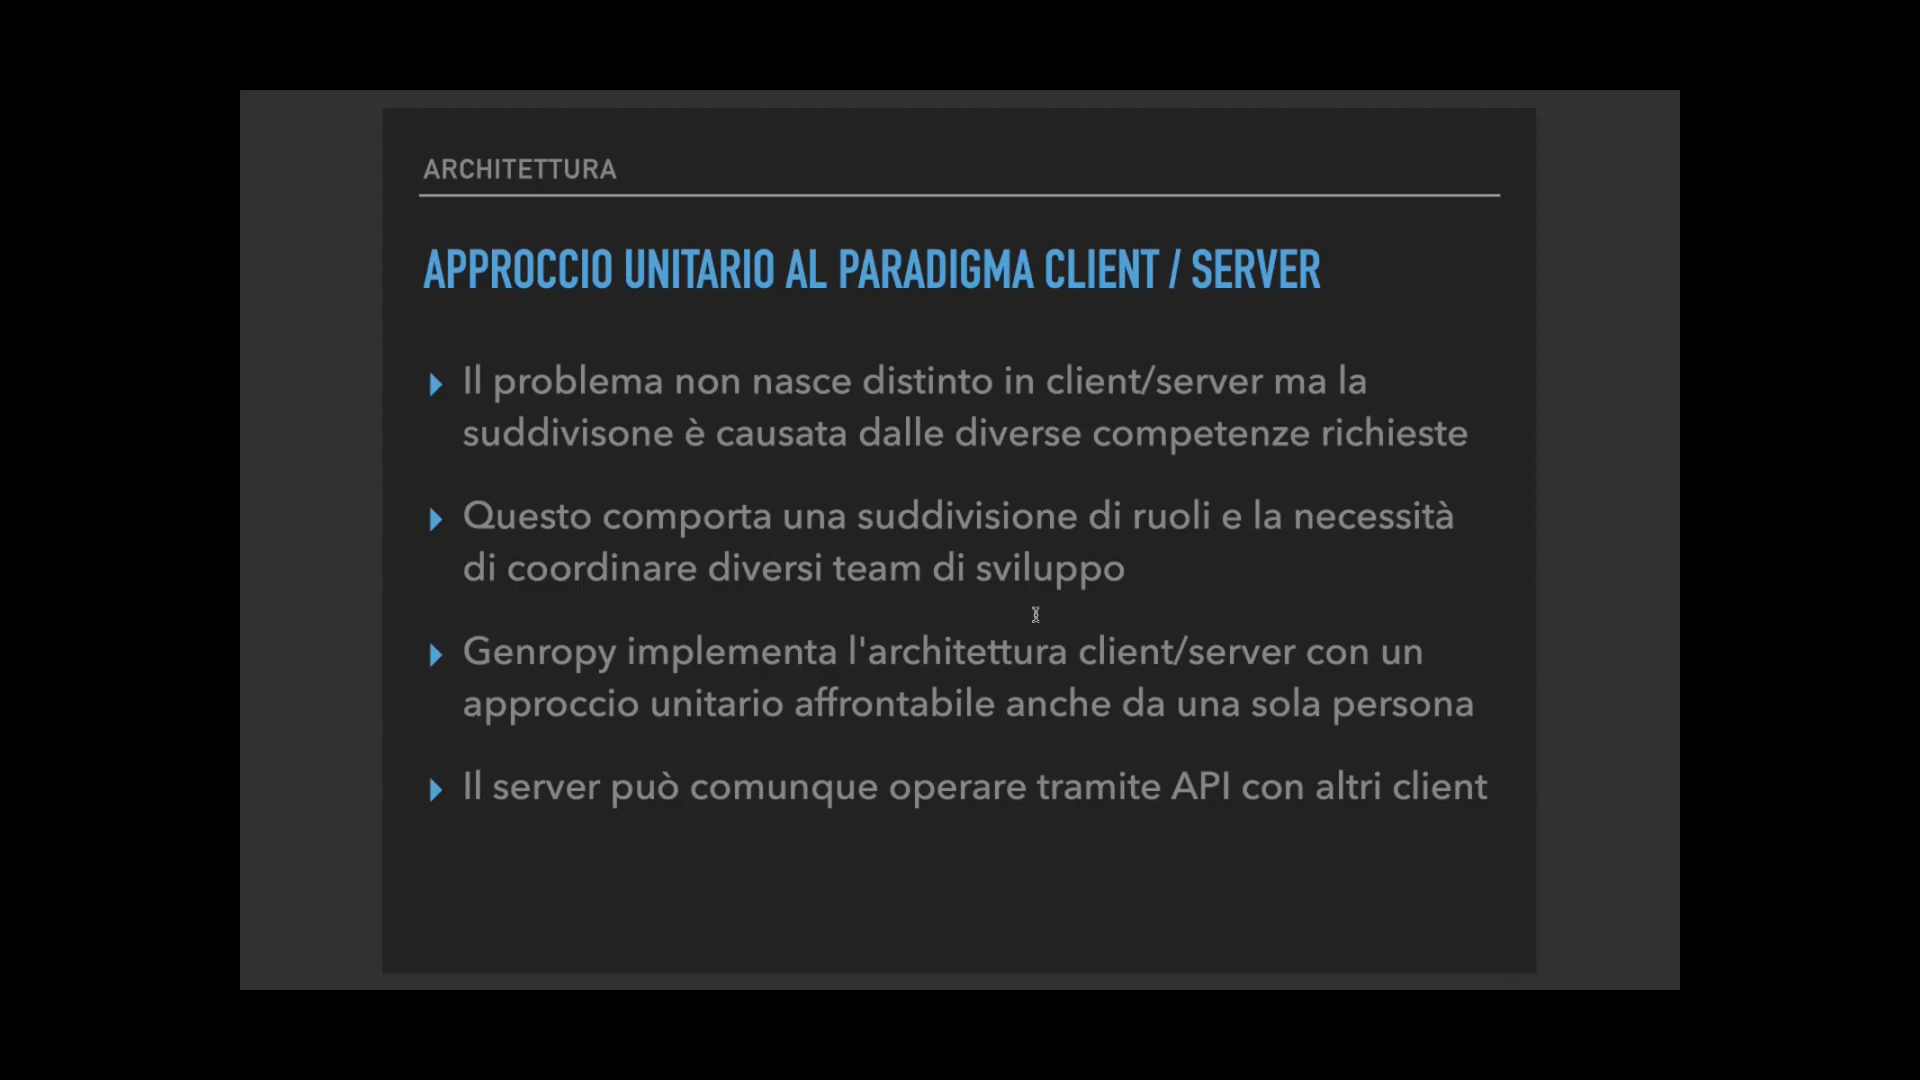 ARCHITETTURA
APPROCCIO UNITARIO AL PARADIGMA CLIENT / SERVER
Il problema non nasce distinto in client/server ma la
suddivisone è causata dalle diverse competenze richieste
Questo comporta una suddivisione di ruoli e la necessità
di coordinare diversi team di sviluppo
Genropy implementa l'architettura client/server con un
approccio unitario affrontabile anche da una sola persona
Il server può comunque operare tramite API con altri client